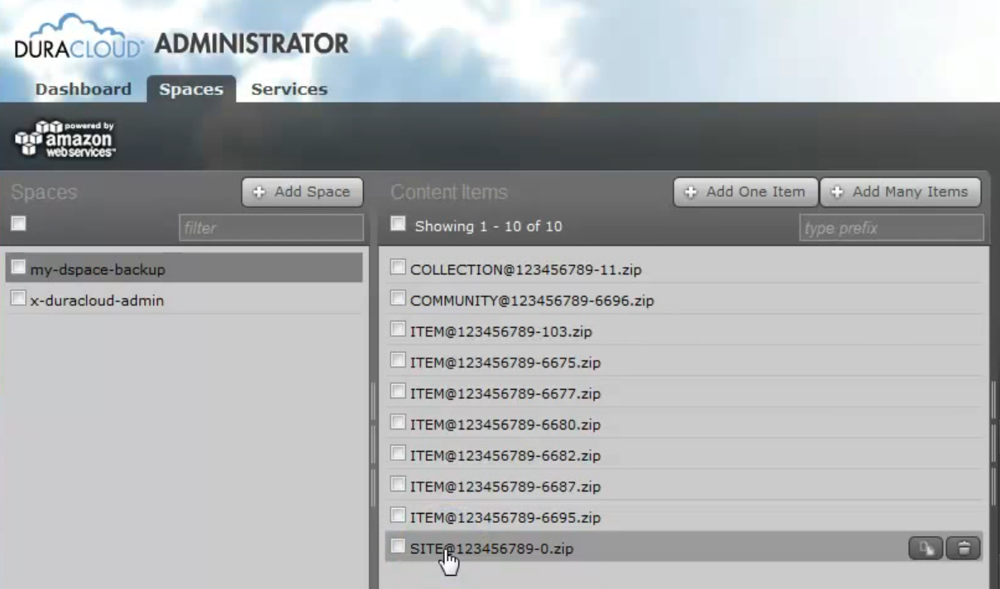 DURACLOUD ADMINISTRATOR
Dashboard Spaces Services
powered by
amazon
web services™
Spaces + Add Space Content Items + Add One Item + Add Many Items
filter Showing 1 - 10 of 10 type prefix
my-dspace-backup
x-duracloud-admin
COLLECTION@123456789-11.zip
COMMUNITY@123456789-6696.zip
ITEM@123456789-103.zip
ITEM@123456789-6675.zip
ITEM@123456789-6677.zip
ITEM@123456789-6680.zip
ITEM@123456789-6682.zip
ITEM@123456789-6687.zip
ITEM@123456789-6695.zip
SITE@123456789-0.zip